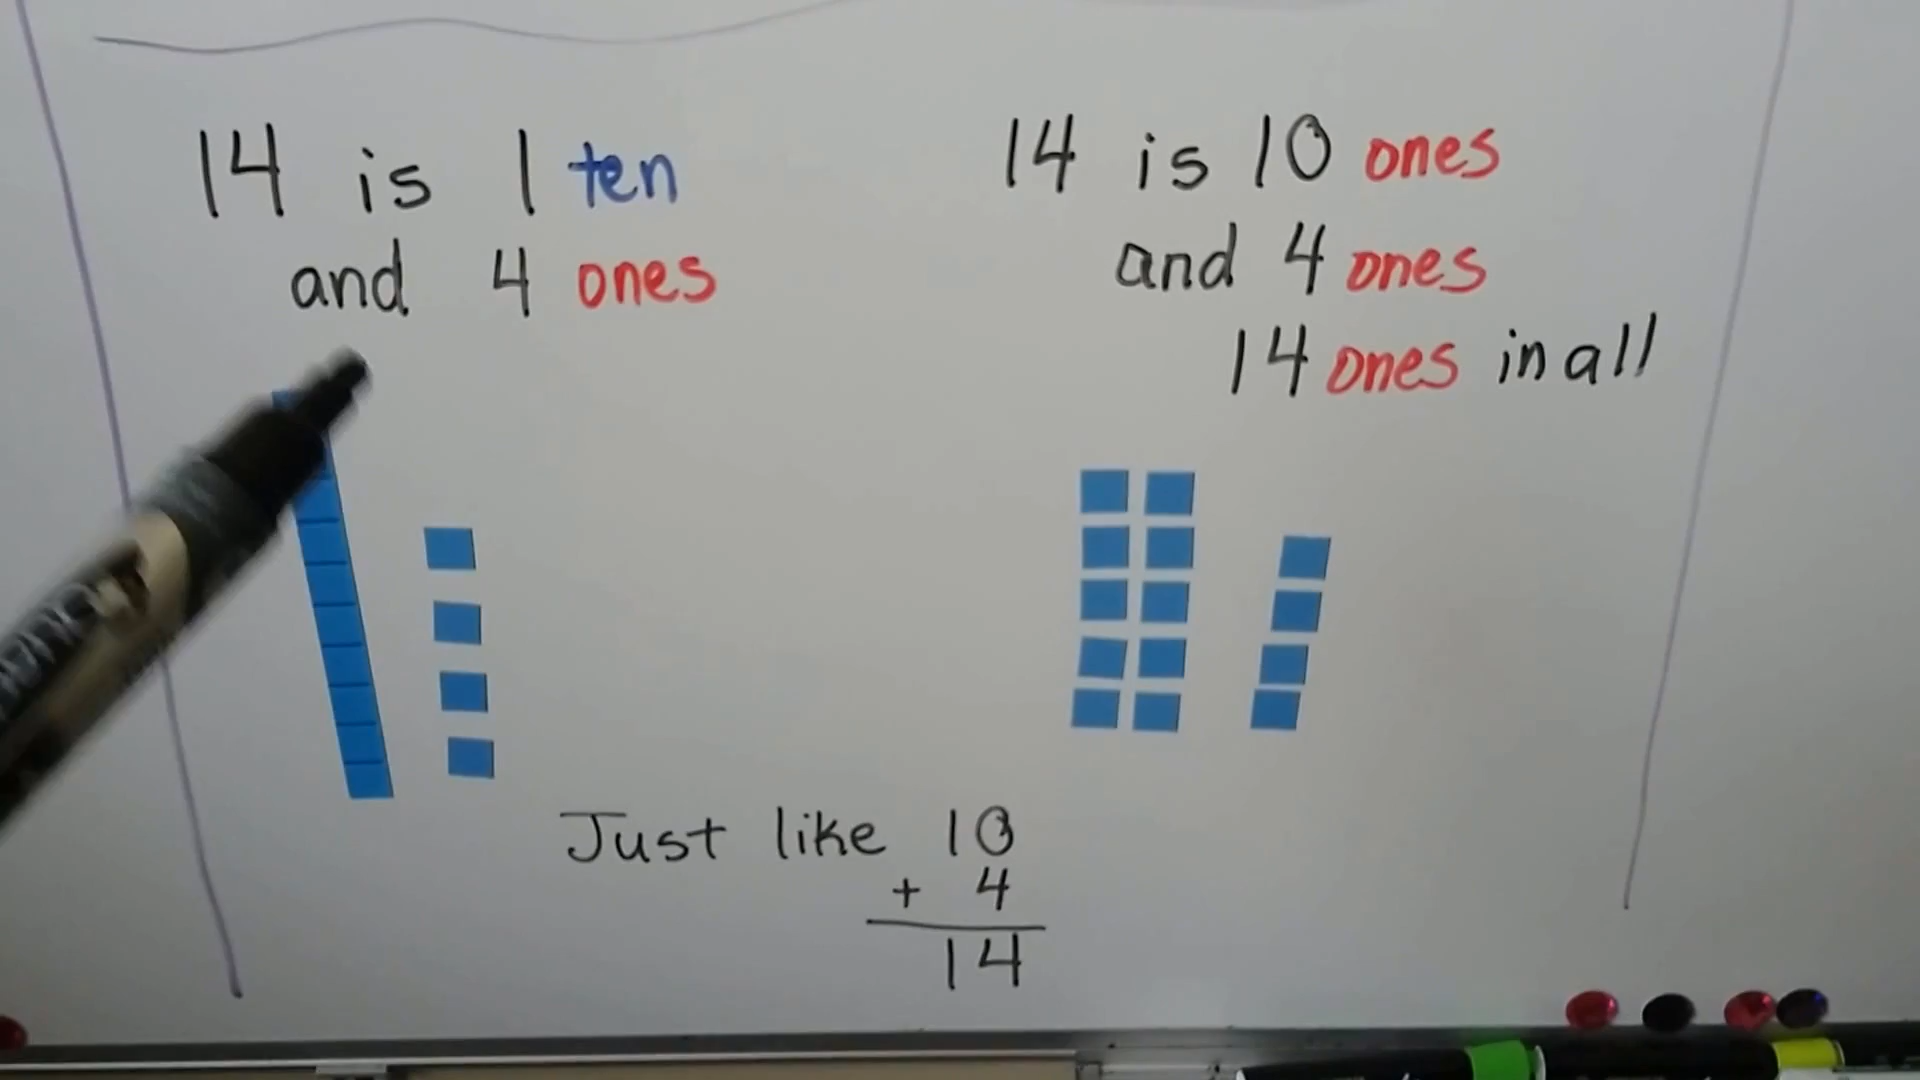 14 is 1 ten
and 4 ones
14 is 10 ones
and 4 ones
14 ones in all
Just like 10
+ 4
14